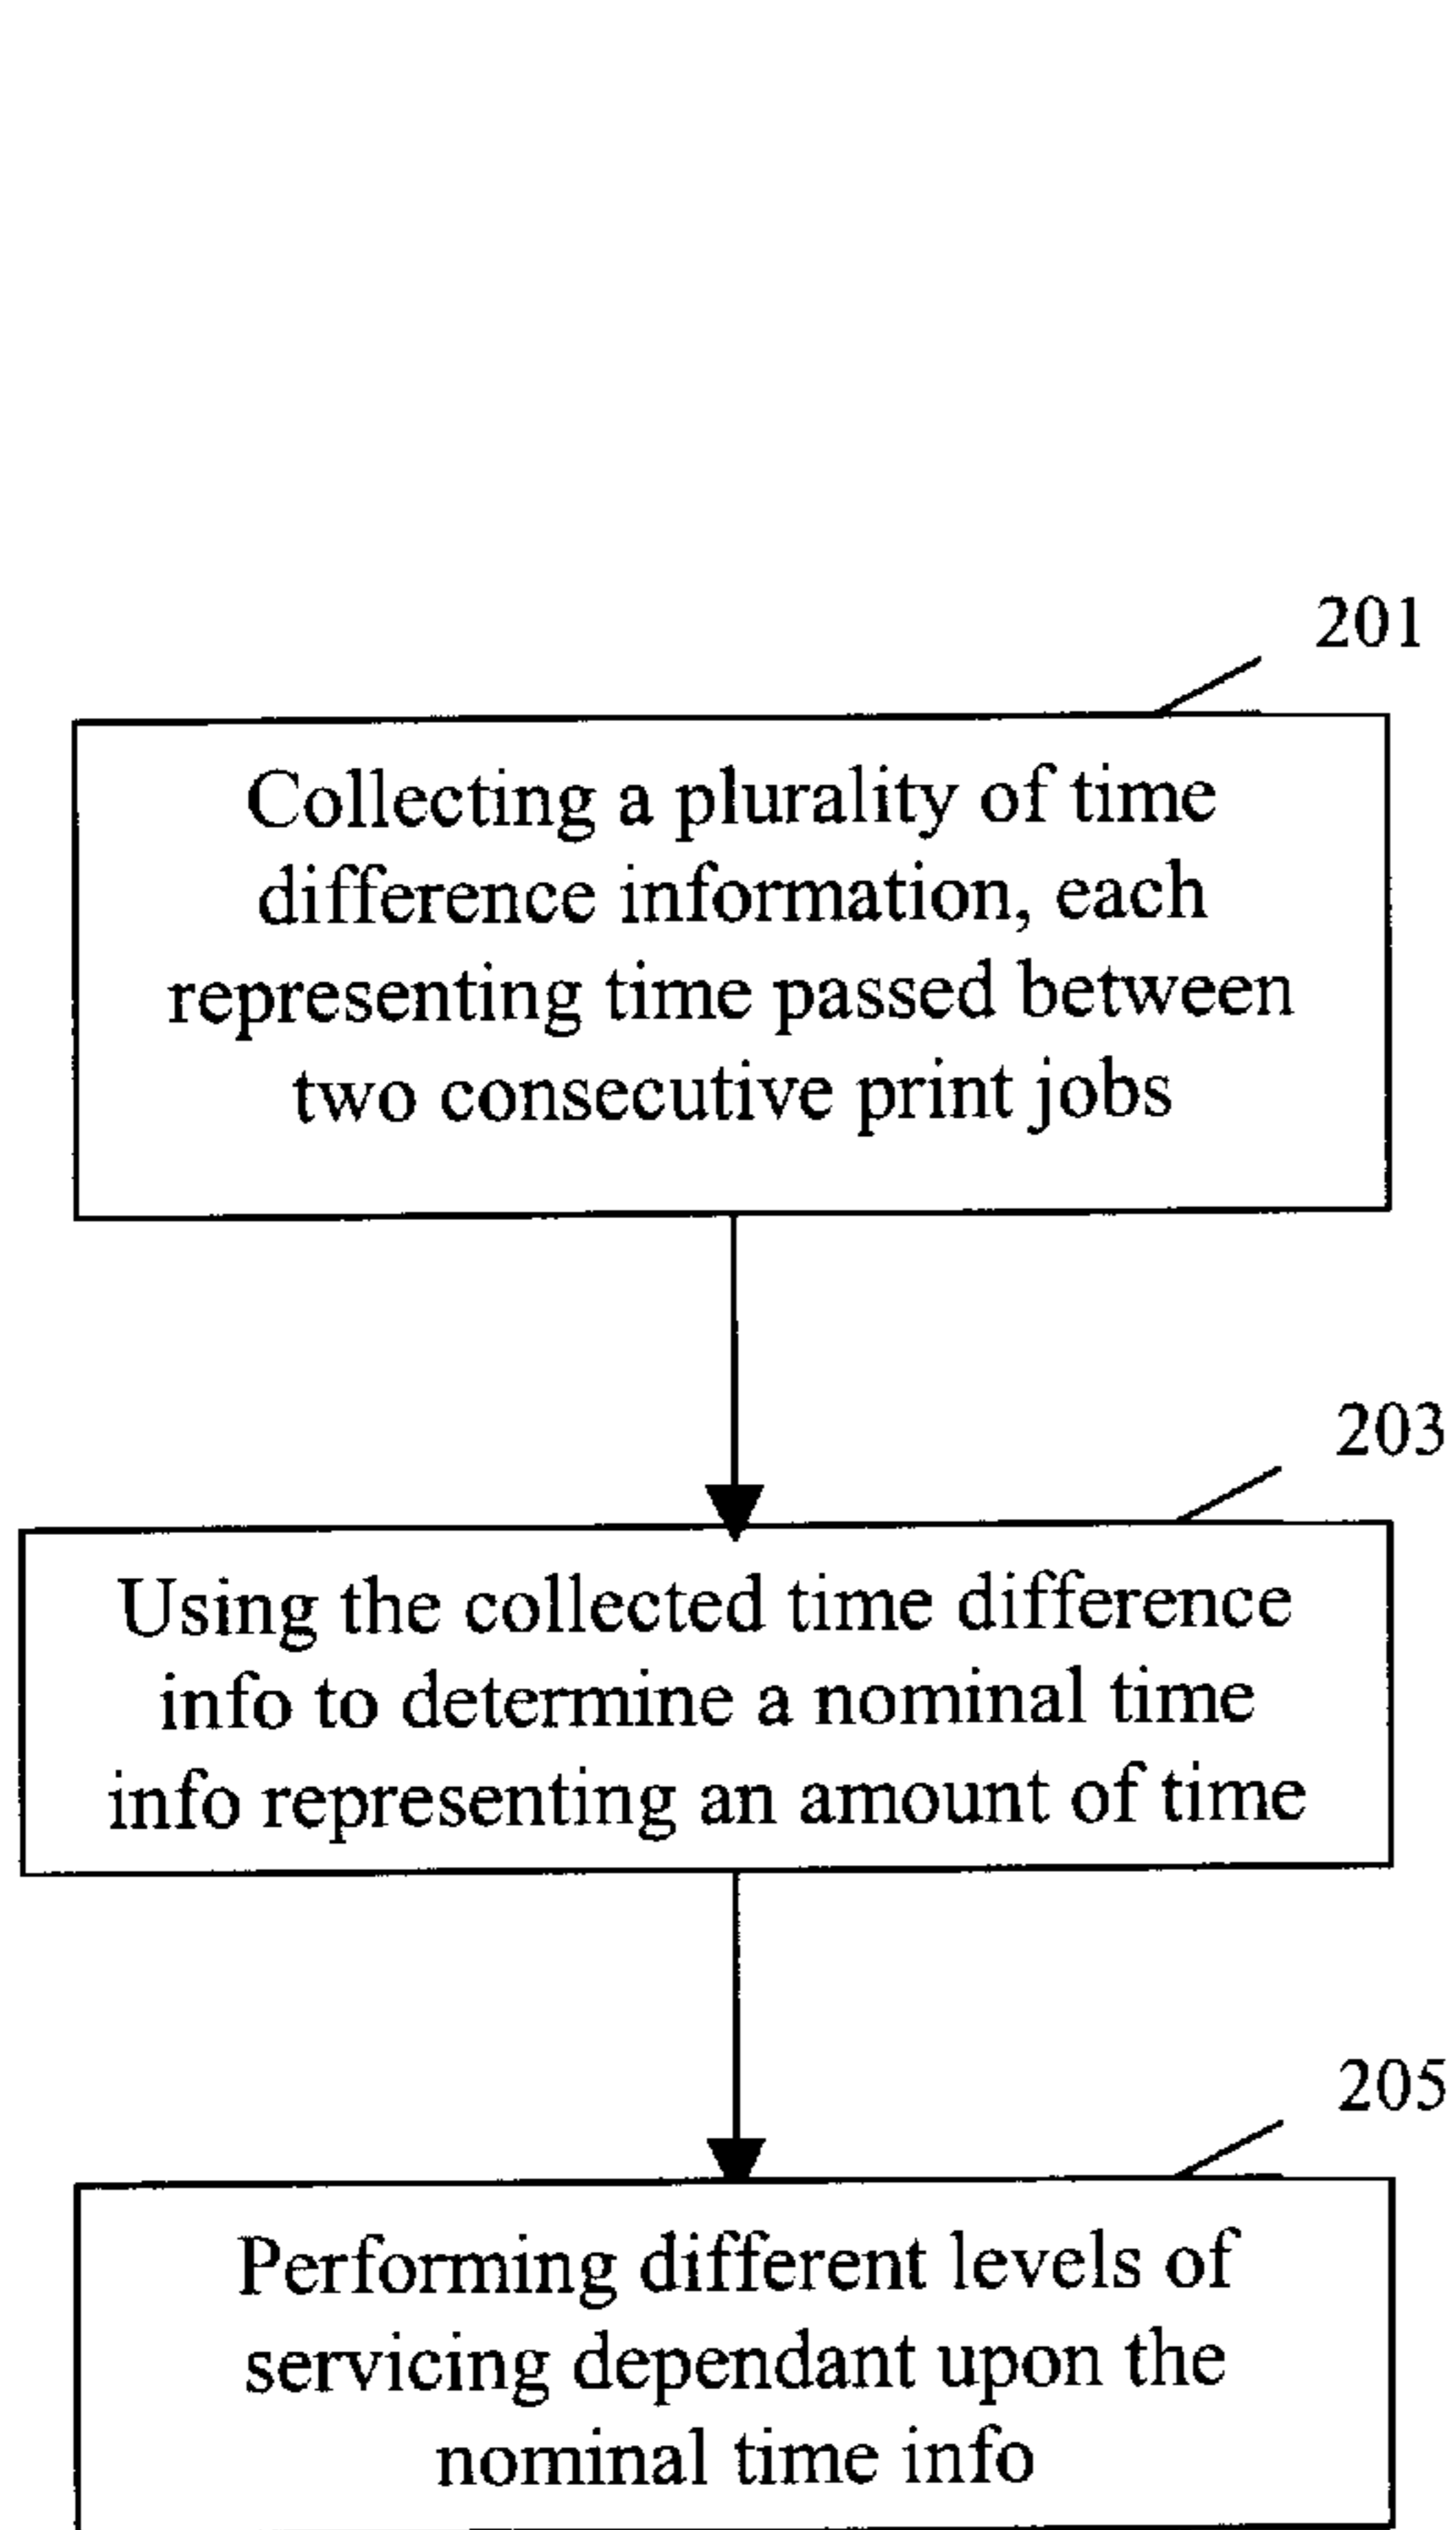 201
Collecting a plurality of time
difference information, each
representing time passed between
two consecutive print jobs
203
Using the collected time difference
info to determine a nominal time
info representing an amount of time
205
Performing different levels of
servicing dependant upon the
nominal time info